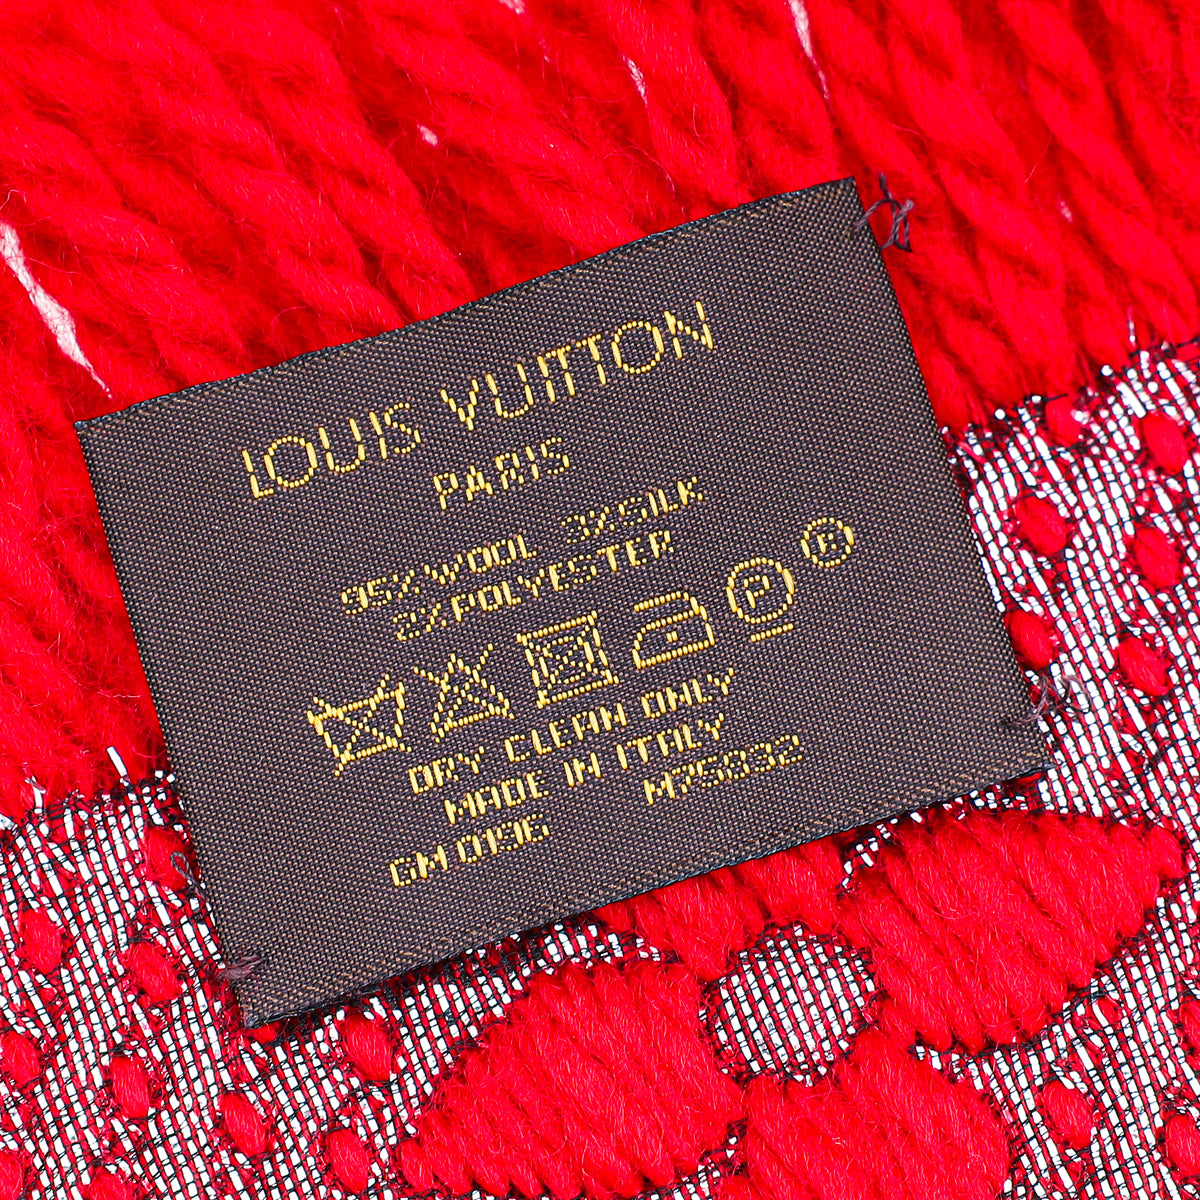 LOUIS VUITTON
PARIS
95% WOOL 3% SILK
2% POLYESTER
P R
DRY CLEAN ONLY
MADE IN ITALY
GM 0196 M75832